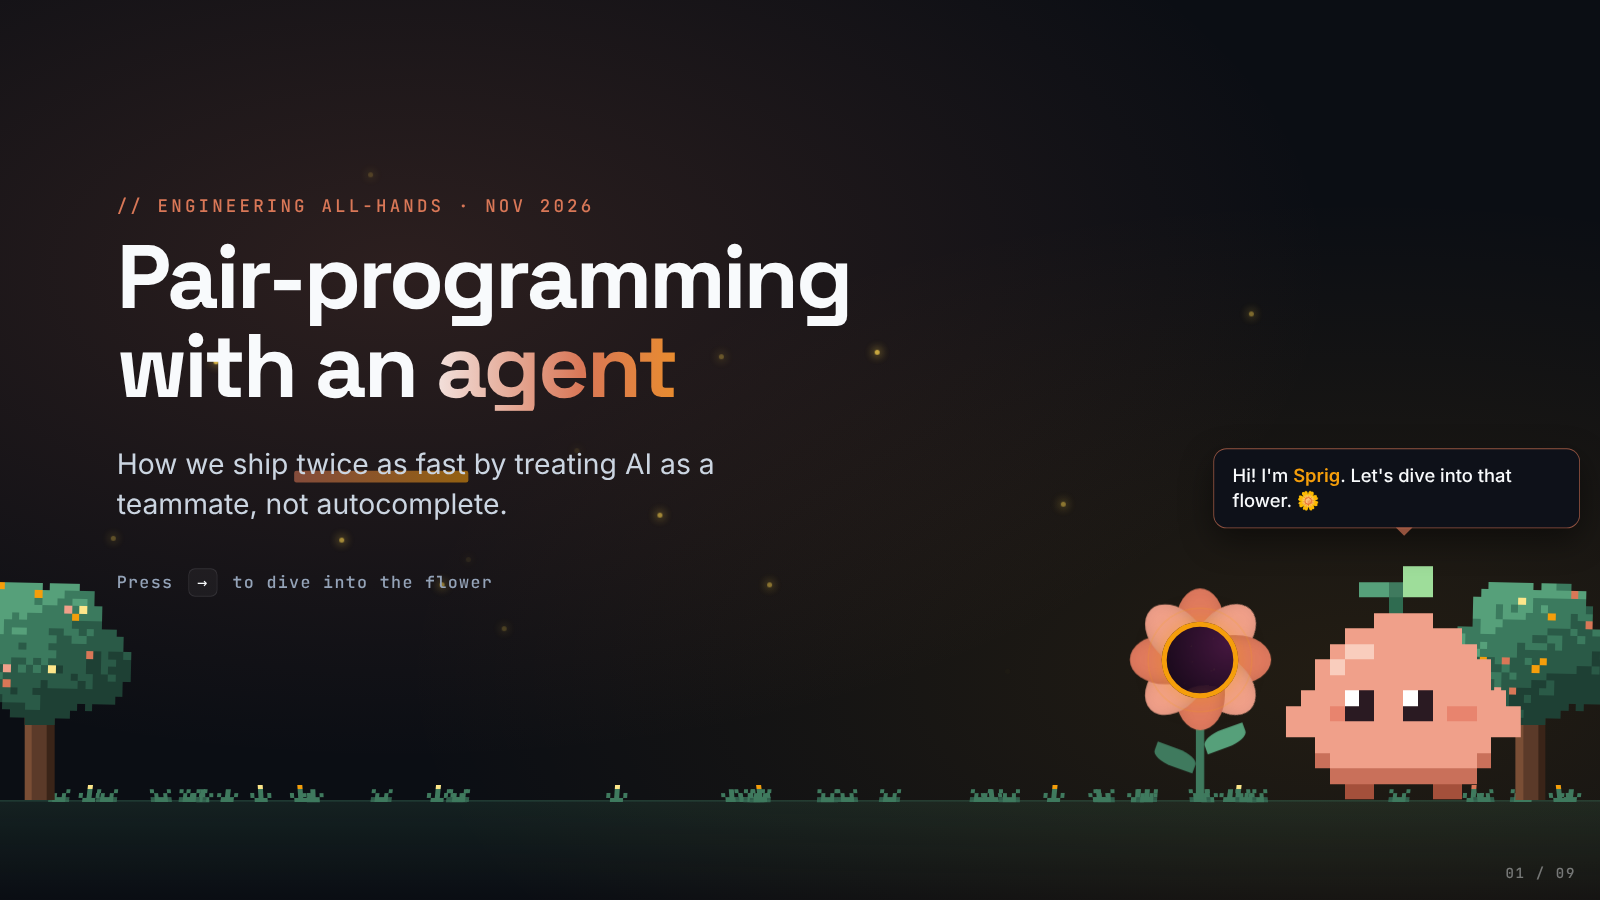 // ENGINEERING ALL-HANDS · NOV 2026
Pair-programming
with an agent
How we ship twice as fast by treating AI as a
teammate, not autocomplete.
Press → to dive into the flower
Hi! I'm Sprig. Let's dive into that
flower. 🌼
01 / 09